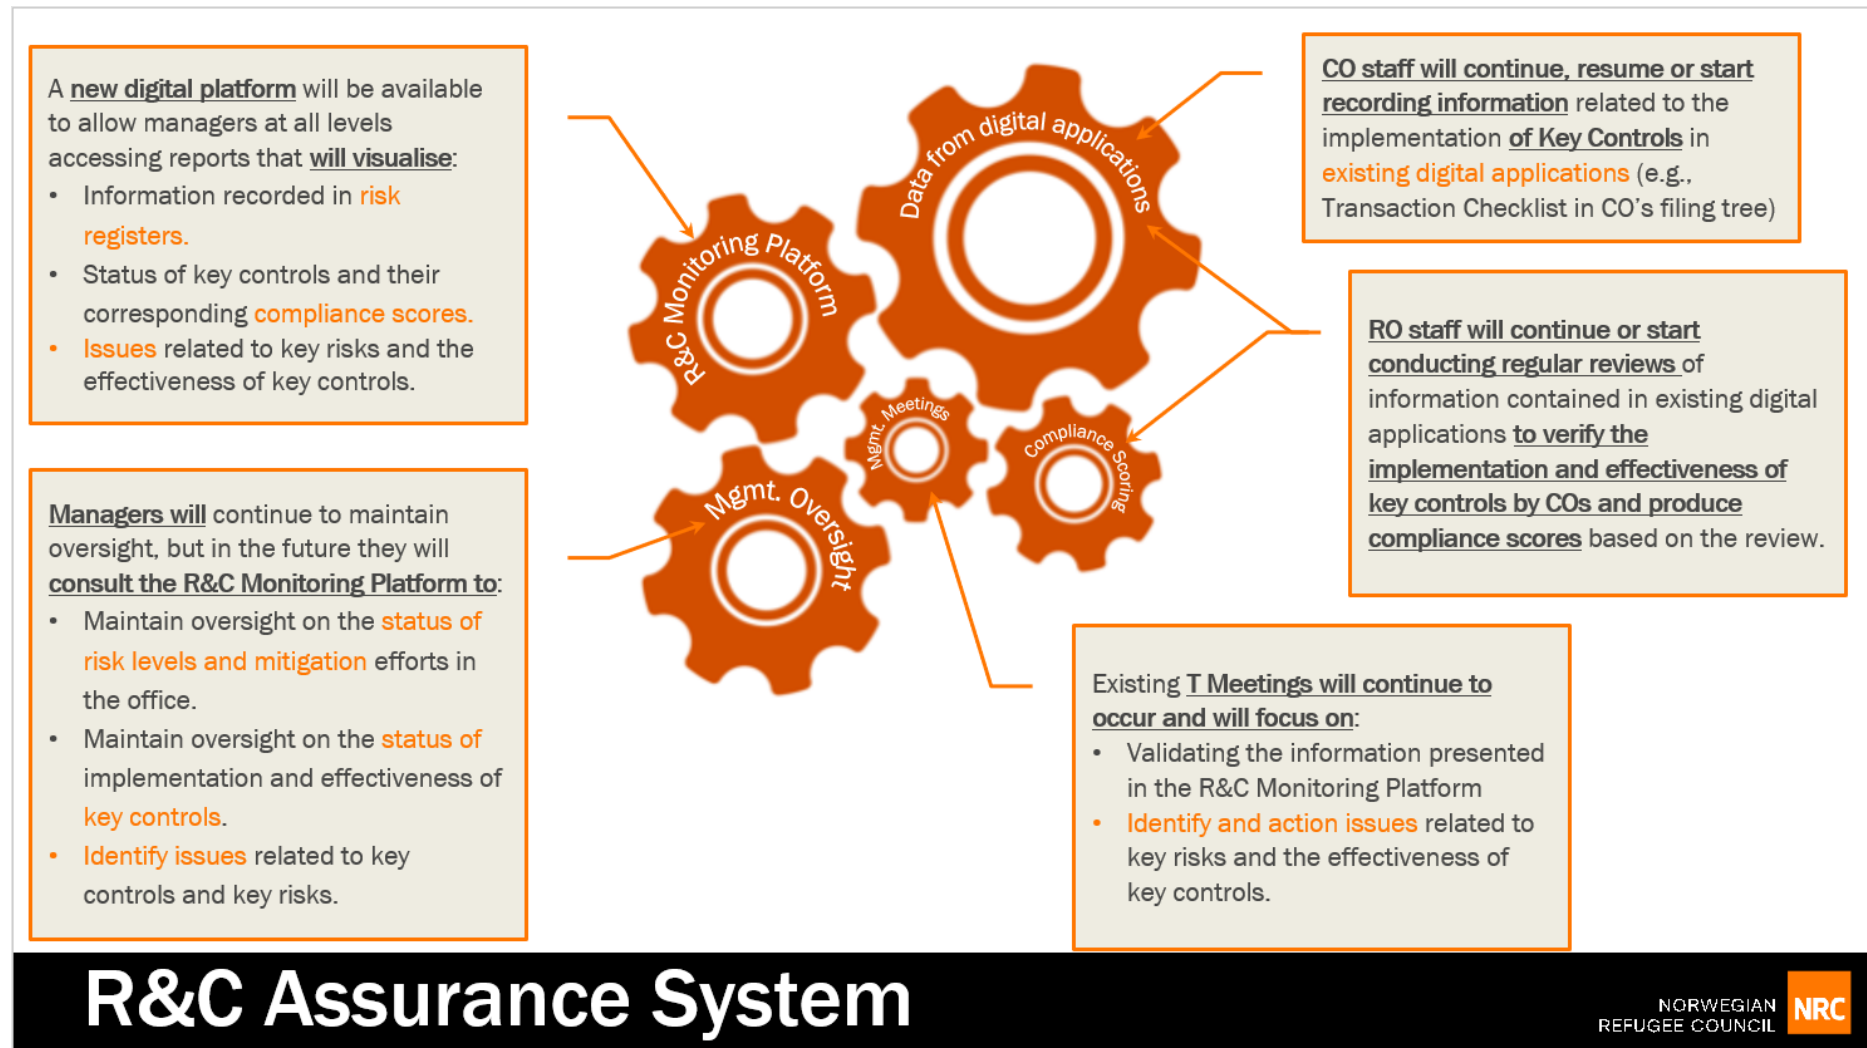 A new digital platform will be available
to allow managers at all levels
accessing reports that will visualise:
• Information recorded in risk
registers.
• Status of key controls and their
corresponding compliance scores.
• Issues related to key risks and the
effectiveness of key controls.
Managers will continue to maintain
oversight, but in the future they will
consult the R&C Monitoring Platform to:
• Maintain oversight on the status of
risk levels and mitigation efforts in
the office.
• Maintain oversight on the status of
implementation and effectiveness of
key controls.
• Identify issues related to key
controls and key risks.
R&C Monitoring Platform
Data from digital applications
Mgmt. Meetings
Compliance Scoring
Mgmt. Oversight
CO staff will continue, resume or start
recording information related to the
implementation of Key Controls in
existing digital applications (e.g.,
Transaction Checklist in CO’s filing tree)
RO staff will continue or start
conducting regular reviews of
information contained in existing digital
applications to verify the
implementation and effectiveness of
key controls by COs and produce
compliance scores based on the review.
Existing T Meetings will continue to
occur and will focus on:
• Validating the information presented
in the R&C Monitoring Platform
• Identify and action issues related to
key risks and the effectiveness of
key controls.
R&C Assurance System
NORWEGIAN
REFUGEE COUNCIL
NRC